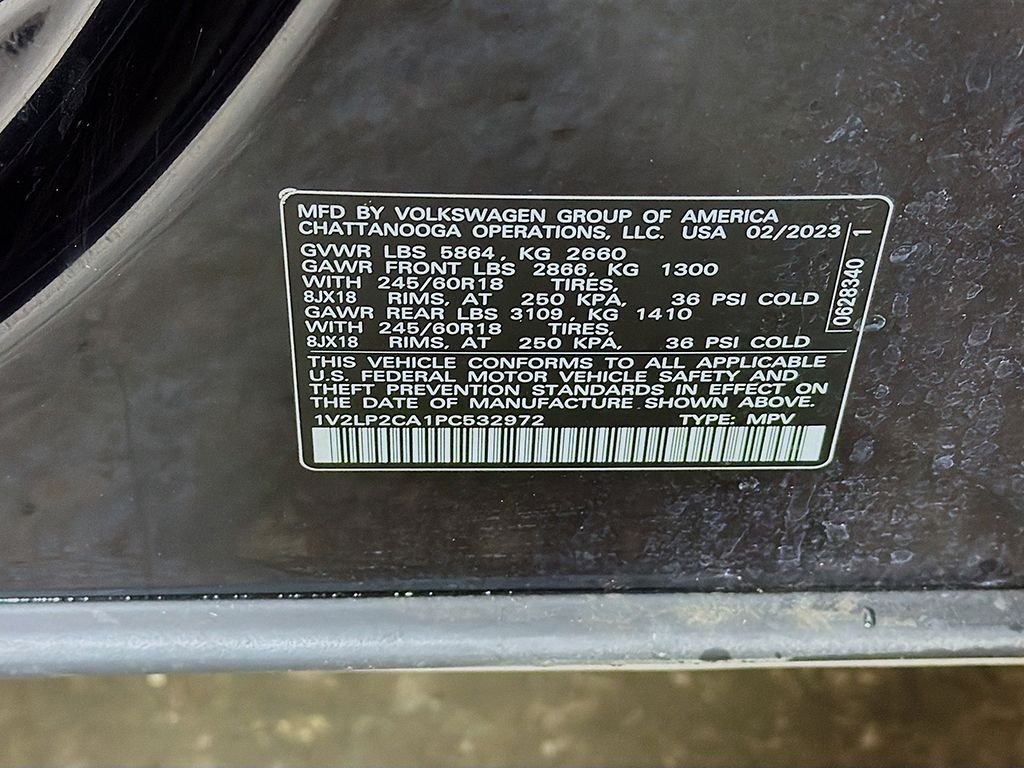 MFD BY VOLKSWAGEN GROUP OF AMERICA
CHATTANOOGA OPERATIONS, LLC. USA 02/2023
GVWR LBS 5864, KG 2660
GAWR FRONT LBS 2866, KG 1300
WITH 245/60R18 TIRES,
8JX18 RIMS, AT 250 KPA, 36 PSI COLD
GAWR REAR LBS 3109, KG 1410
WITH 245/60R18 TIRES,
8JX18 RIMS, AT 250 KPA, 36 PSI COLD
THIS VEHICLE CONFORMS TO ALL APPLICABLE
U.S. FEDERAL MOTOR VEHICLE SAFETY AND
THEFT PREVENTION STANDARDS IN EFFECT ON
THE DATE OF MANUFACTURE SHOWN ABOVE.
1V2LP2CA1PC532972 TYPE: MPV
0628340 1